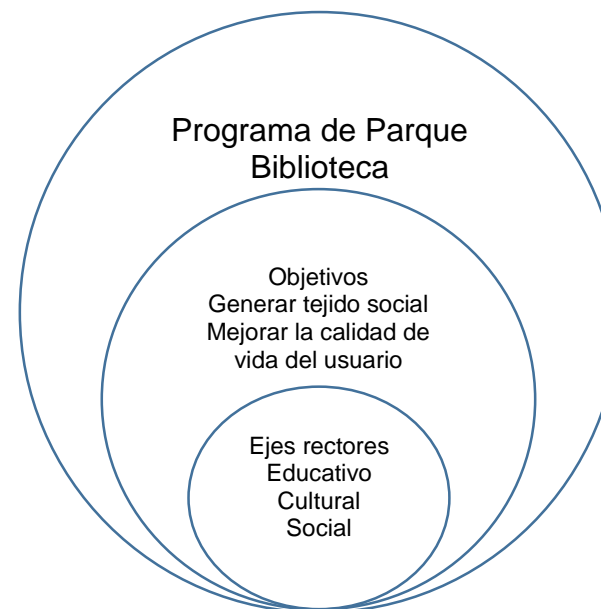 Programa de Parque
Biblioteca
Objetivos
Generar tejido social
Mejorar la calidad de
vida del usuario
Ejes rectores
Educativo
Cultural
Social